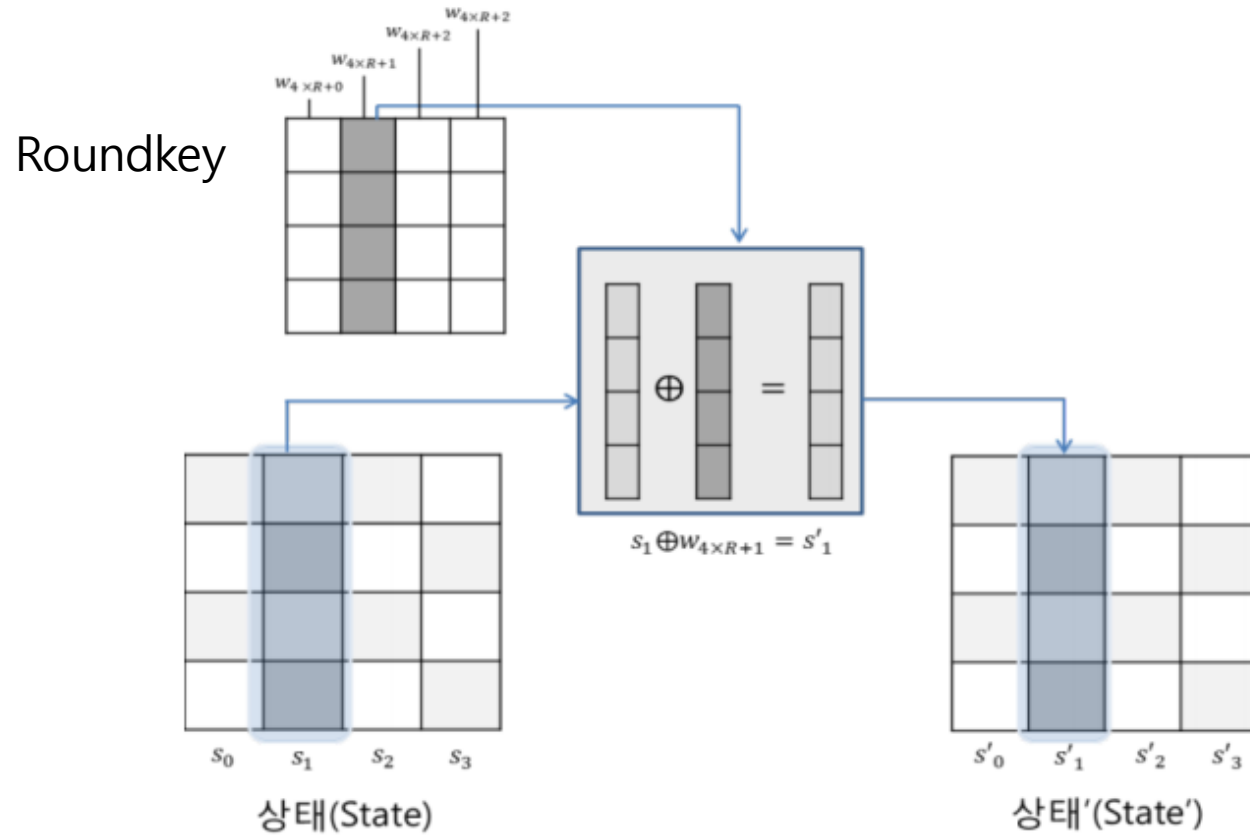 w₄×R+0
w₄×R+1
w₄×R+2
w₄×R+2
Roundkey
⊕ =
s₁⊕w₄×R+1 = s′₁
s₀ s₁ s₂ s₃
상태(State)
s′₀ s′₁ s′₂ s′₃
상태′(State′)